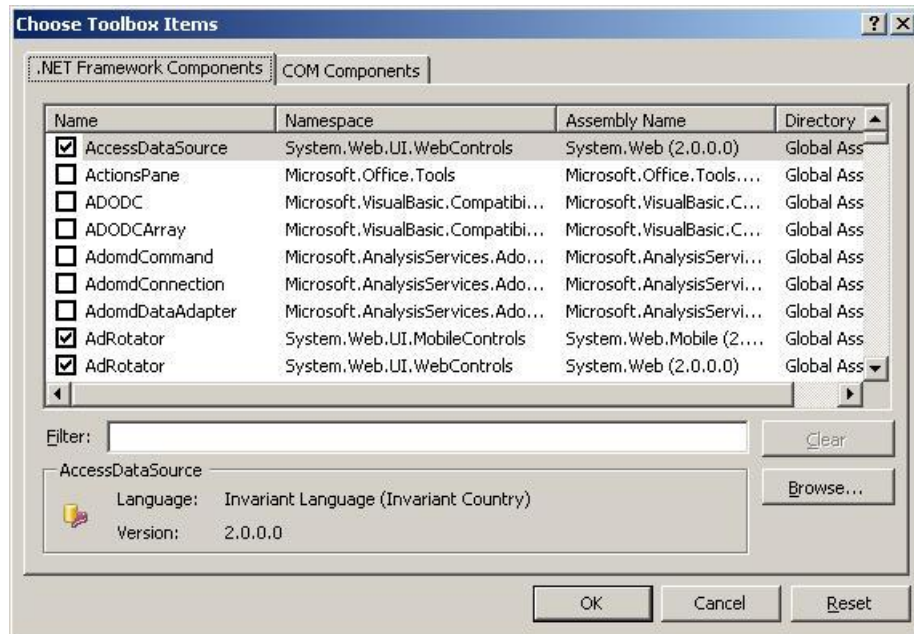 Choose Toolbox Items
.NET Framework Components COM Components
Name Namespace Assembly Name Directory
AccessDataSource System.Web.UI.WebControls System.Web (2.0.0.0) Global Ass
ActionsPane Microsoft.Office.Tools Microsoft.Office.Tools.... Global Ass
ADODC Microsoft.VisualBasic.Compatibi... Microsoft.VisualBasic.C... Global Ass
ADODCArray Microsoft.VisualBasic.Compatibi... Microsoft.VisualBasic.C... Global Ass
AdomdCommand Microsoft.AnalysisServices.Ado... Microsoft.AnalysisServi... Global Ass
AdomdConnection Microsoft.AnalysisServices.Ado... Microsoft.AnalysisServi... Global Ass
AdomdDataAdapter Microsoft.AnalysisServices.Ado... Microsoft.AnalysisServi... Global Ass
AdRotator System.Web.UI.MobileControls System.Web.Mobile (2.... Global Ass
AdRotator System.Web.UI.WebControls System.Web (2.0.0.0) Global Ass
Filter: Clear
AccessDataSource
Browse...
Language: Invariant Language (Invariant Country)
Version: 2.0.0.0
OK Cancel Reset